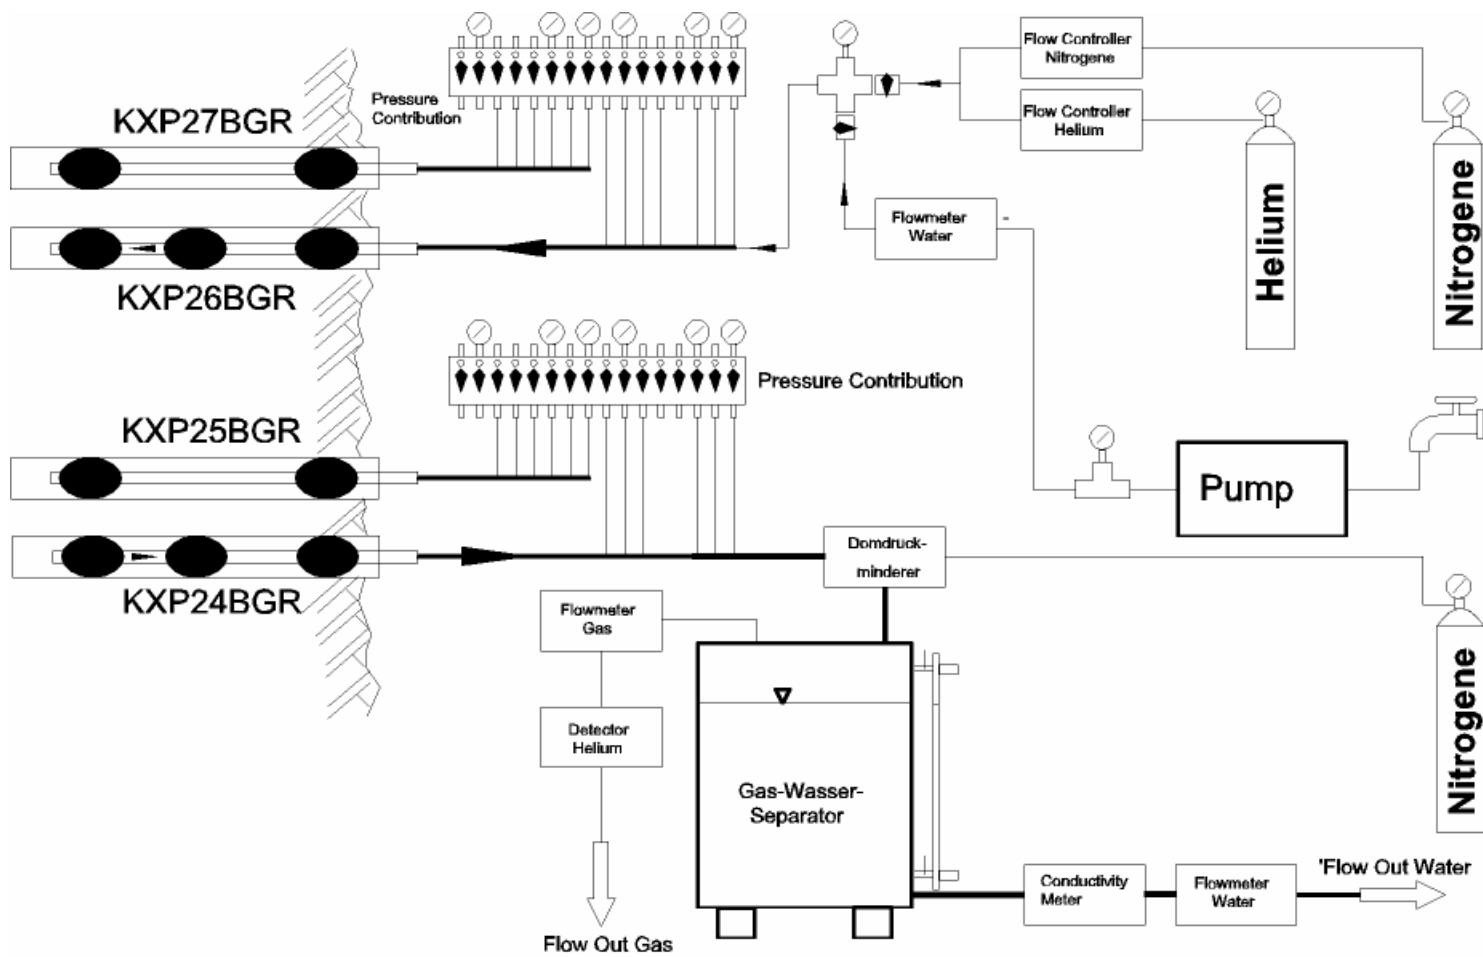 Flow Controller
Nitrogene
Pressure
Contribution
KXP27BGR
Flow Controller
Helium
Helium
Nitrogene
Flowmeter
Water
KXP26BGR
Pressure Contribution
KXP25BGR
Pump
KXP24BGR
Domdruck-
minderer
Flowmeter
Gas
Nitrogene
Detector
Helium
Gas-Wasser-
Separator
Conductivity
Meter
Flowmeter
Water
'Flow Out Water
Flow Out Gas